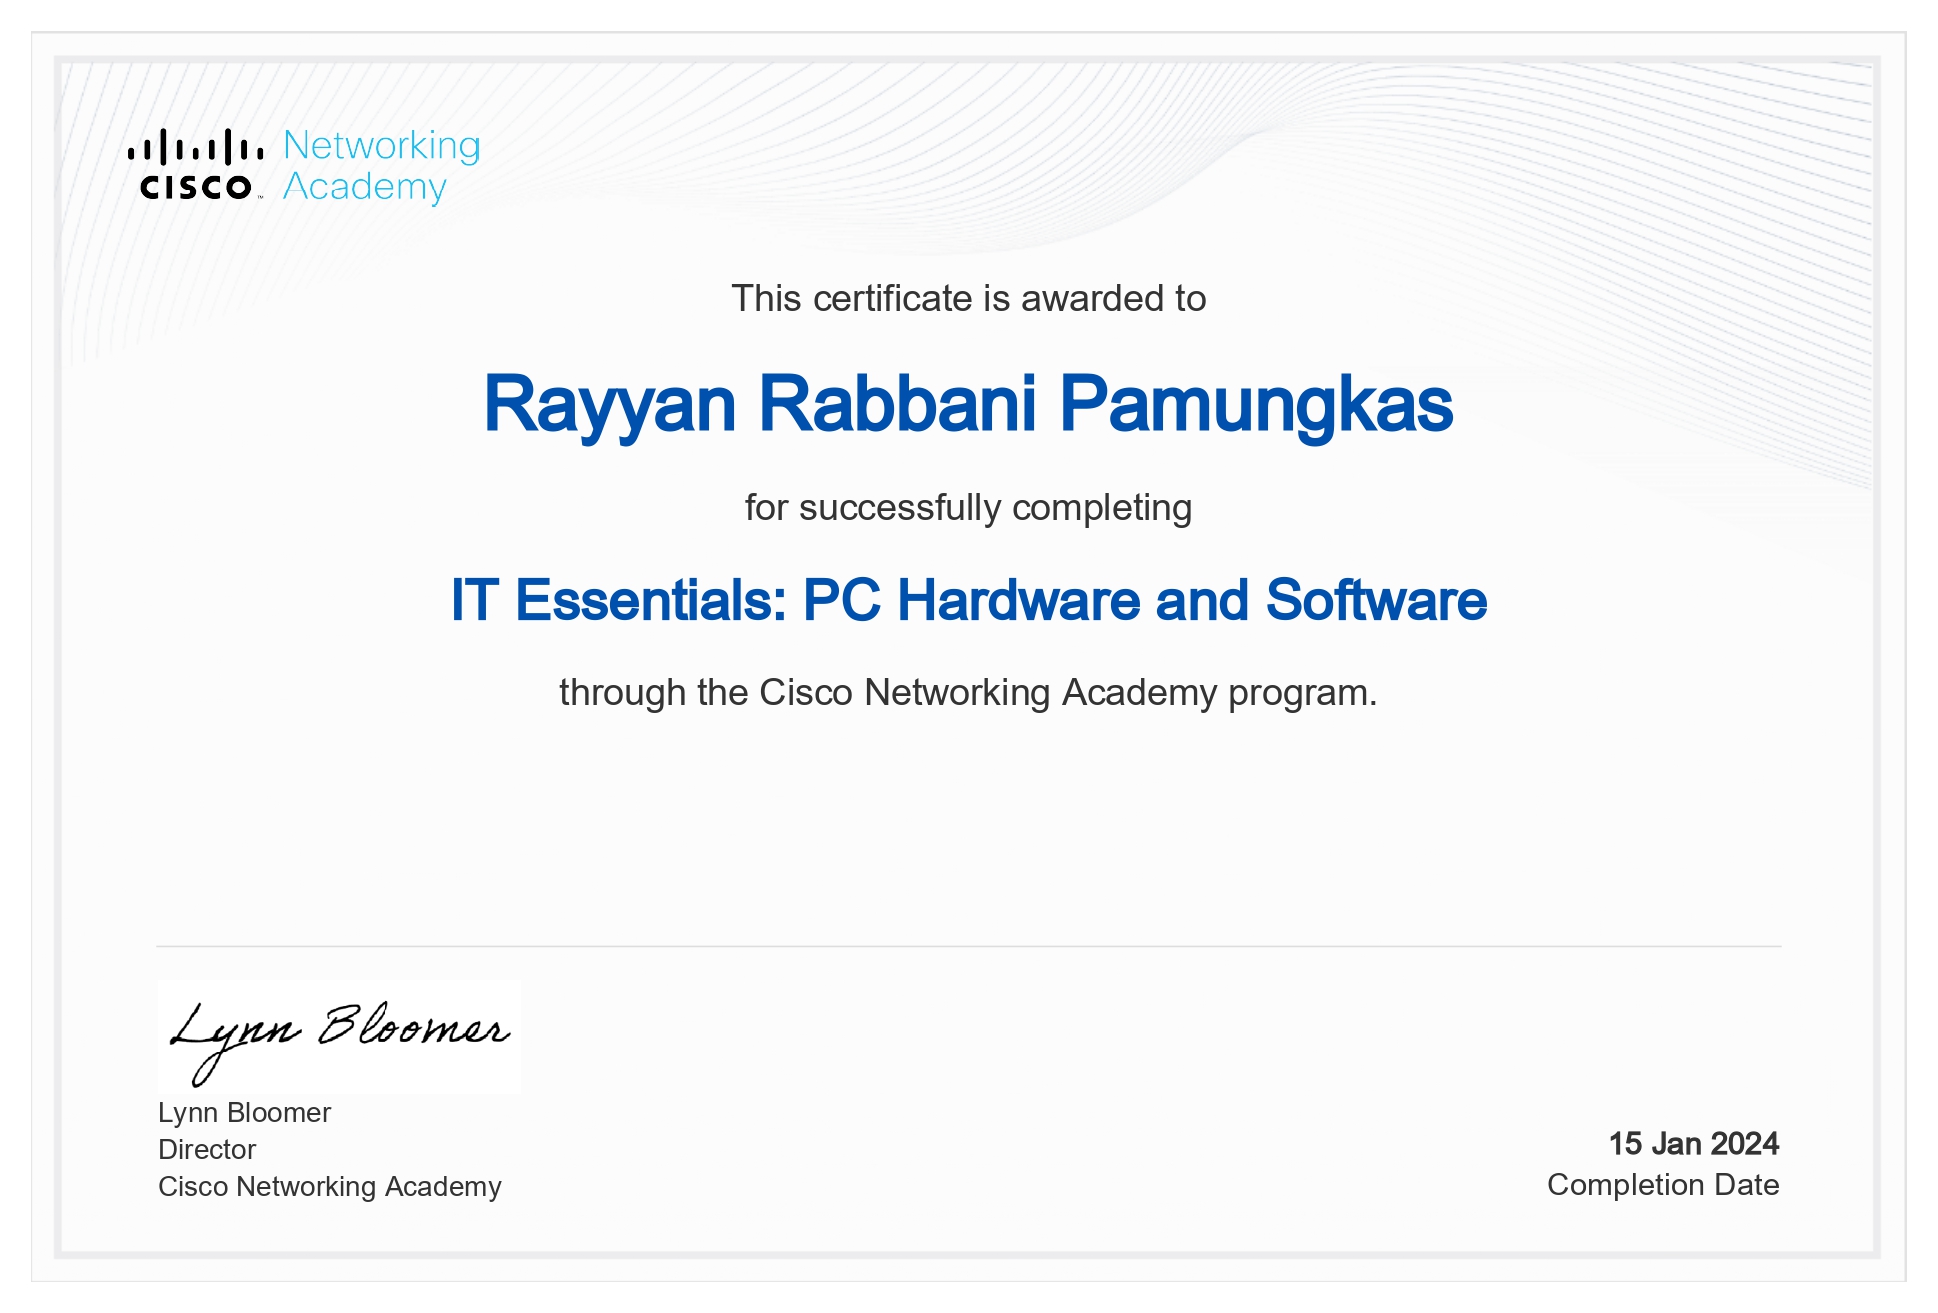 Networking
CISCO™ Academy
This certificate is awarded to
Rayyan Rabbani Pamungkas
for successfully completing
IT Essentials: PC Hardware and Software
through the Cisco Networking Academy program.
Lynn Bloomer
Lynn Bloomer
Director
Cisco Networking Academy
15 Jan 2024
Completion Date